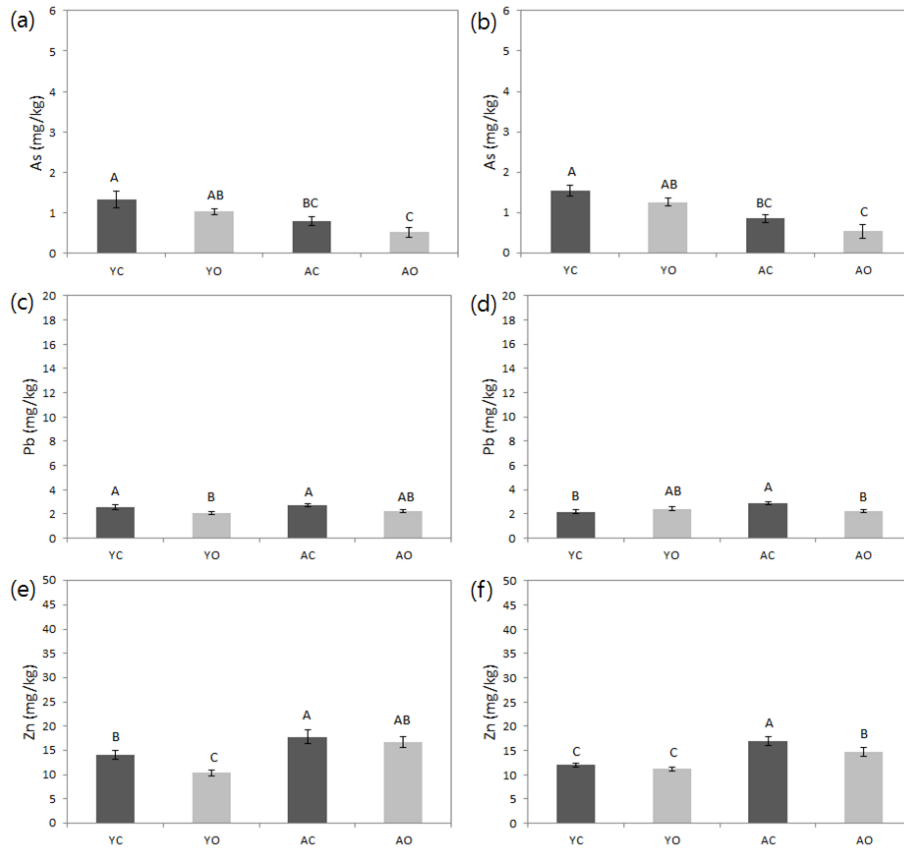 (a)
As (mg/kg)
6
5
4
3
2
1
0
A
AB
BC
C
YC YO AC AO
(b)
As (mg/kg)
6
5
4
3
2
1
0
A
AB
BC
C
YC YO AC AO
(c)
Pb (mg/kg)
20
18
16
14
12
10
8
6
4
2
0
A
B
A
AB
YC YO AC AO
(d)
Pb (mg/kg)
20
18
16
14
12
10
8
6
4
2
0
B
AB
A
B
YC YO AC AO
(e)
Zn (mg/kg)
50
45
40
35
30
25
20
15
10
5
0
B
C
A
AB
YC YO AC AO
(f)
Zn (mg/kg)
50
45
40
35
30
25
20
15
10
5
0
C
C
A
B
YC YO AC AO